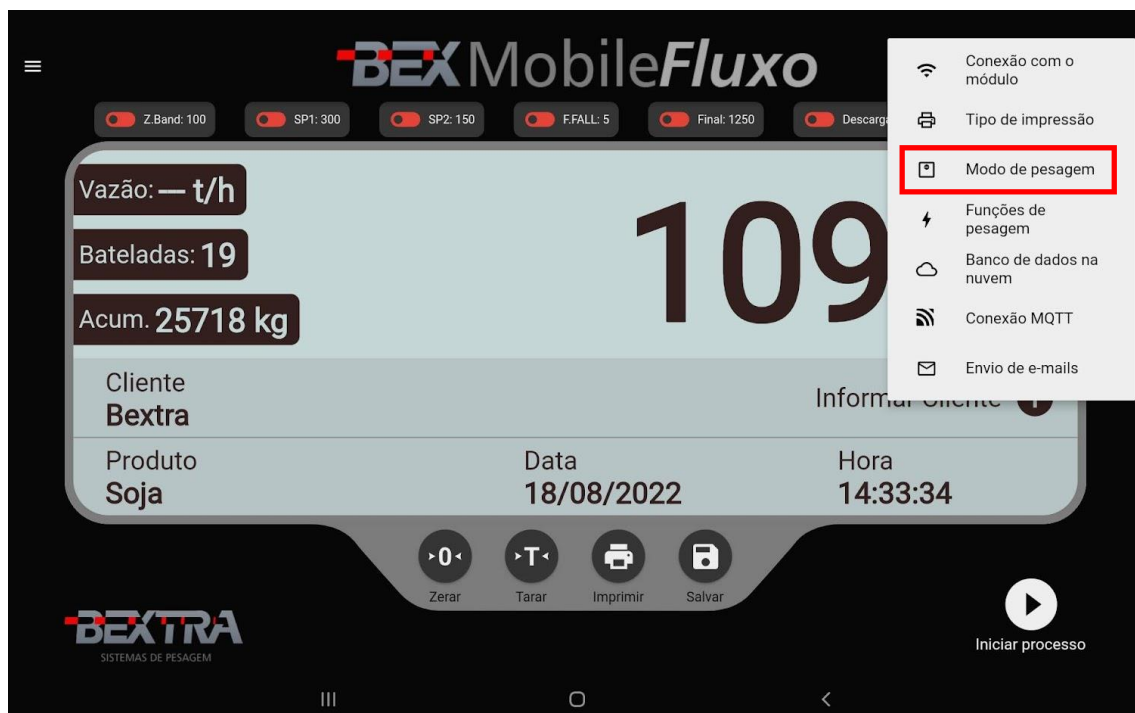 BEX MobileFluxo
Z.Band: 100
SP1: 300
SP2: 150
F.FALL: 5
Final: 1250
Descarga
Conexão com o
módulo
Tipo de impressão
Modo de pesagem
Funções de
pesagem
Banco de dados na
nuvem
Conexão MQTT
Envio de e-mails
Vazão: — t/h
Bateladas: 19
Acum. 25718 kg
109
Cliente
Bextra
Informar Cliente
Produto
Soja
Data
18/08/2022
Hora
14:33:34
>0<
>T<
Zerar
Tarar
Imprimir
Salvar
BEXTRA
SISTEMAS DE PESAGEM
Iniciar processo